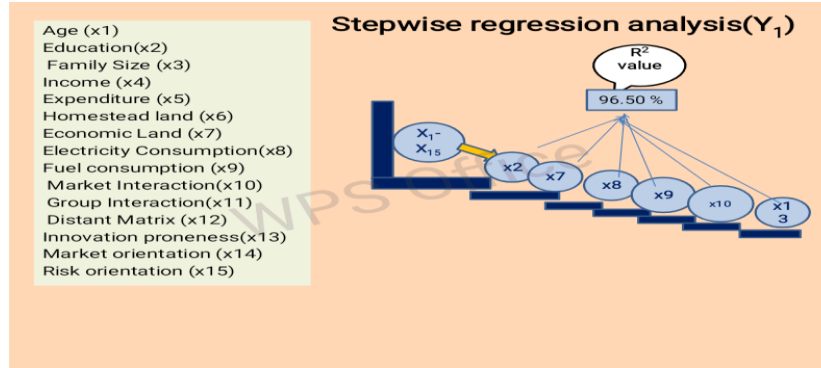 Stepwise regression analysis(Y₁)
Age (x1)
Education(x2)
Family Size (x3)
Income (x4)
Expenditure (x5)
Homestead land (x6)
Economic Land (x7)
Electricity Consumption(x8)
Fuel consumption (x9)
Market Interaction(x10)
Group Interaction(x11)
Distant Matrix (x12)
Innovation proneness(x13)
Market orientation (x14)
Risk orientation (x15)
R²
value
96.50 %
X₁-
X₁₅
x2
x7
x8
x9
x10
x1
3
WPS Office